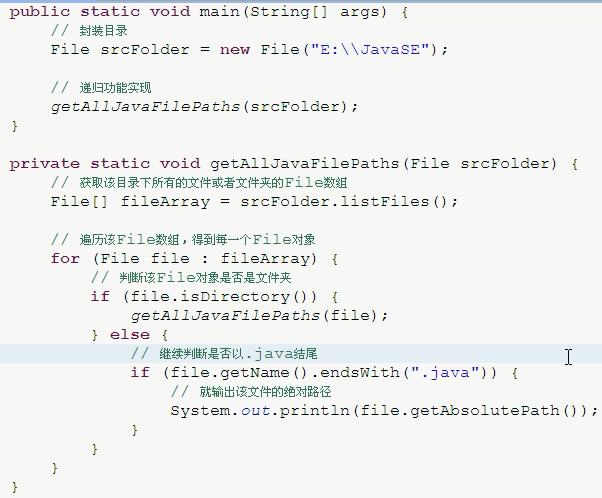 public static void main(String[] args) {
    // 封装目录
    File srcFolder = new File("E:\\JavaSE");

    // 递归功能实现
    getAllJavaFilePaths(srcFolder);
}

private static void getAllJavaFilePaths(File srcFolder) {
    // 获取该目录下所有的文件或者文件夹的File数组
    File[] fileArray = srcFolder.listFiles();

    // 遍历该File数组，得到每一个File对象
    for (File file : fileArray) {
        // 判断该File对象是否是文件夹
        if (file.isDirectory()) {
            getAllJavaFilePaths(file);
        } else {
            // 继续判断是否以.java结尾
            if (file.getName().endsWith(".java")) {
                // 就输出该文件的绝对路径
                System.out.println(file.getAbsolutePath());
            }
        }
    }
}